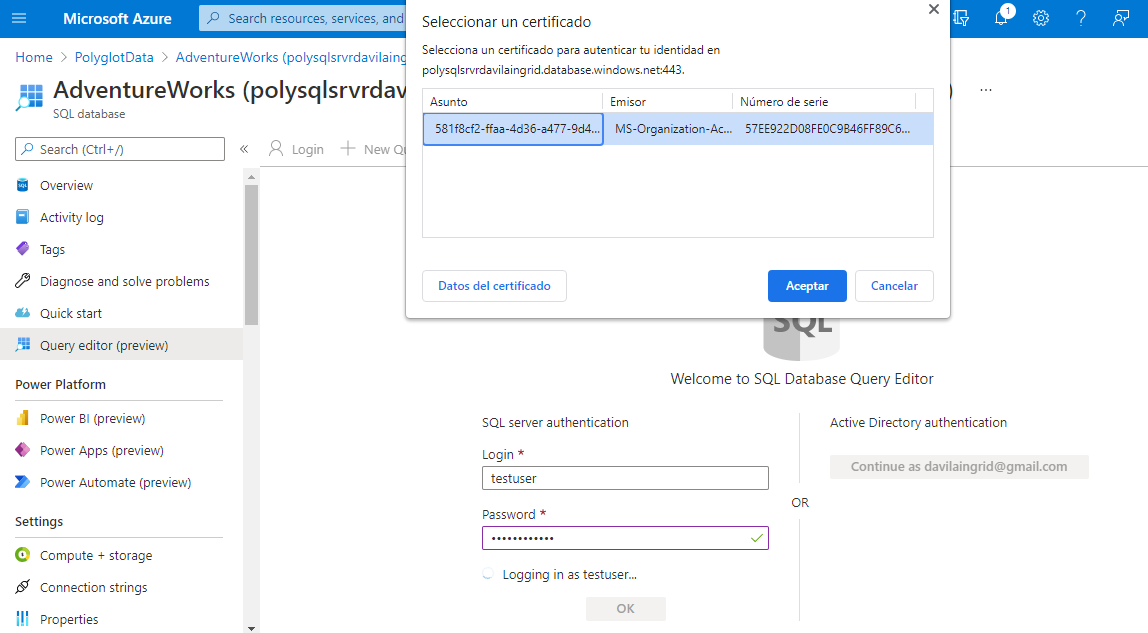 Microsoft Azure
Search resources, services, and
1
Seleccionar un certificado
Selecciona un certificado para autenticar tu identidad en
polysqlsrvrdavilaingrid.database.windows.net:443.
Asunto
Emisor
Número de serie
581f8cf2-ffaa-4d36-a477-9d4...
MS-Organization-Ac...
57EE922D08FE0C9B46FF89C6...
Datos del certificado
Aceptar
Cancelar
Home > PolyglotData > AdventureWorks (polysqlsrvrdavilaing
AdventureWorks (polysqlsrvrdav
) ...
SQL database
Search (Ctrl+/)
«
Login
New Qu
SQL
Overview
Activity log
Tags
Diagnose and solve problems
Quick start
Query editor (preview)
Power Platform
Power BI (preview)
Power Apps (preview)
Power Automate (preview)
Settings
Compute + storage
Connection strings
Properties
SQL
Welcome to SQL Database Query Editor
SQL server authentication
Login *
testuser
Password *
••••••••••••
Logging in as testuser...
OK
OR
Active Directory authentication
Continue as davilaingrid@gmail.com